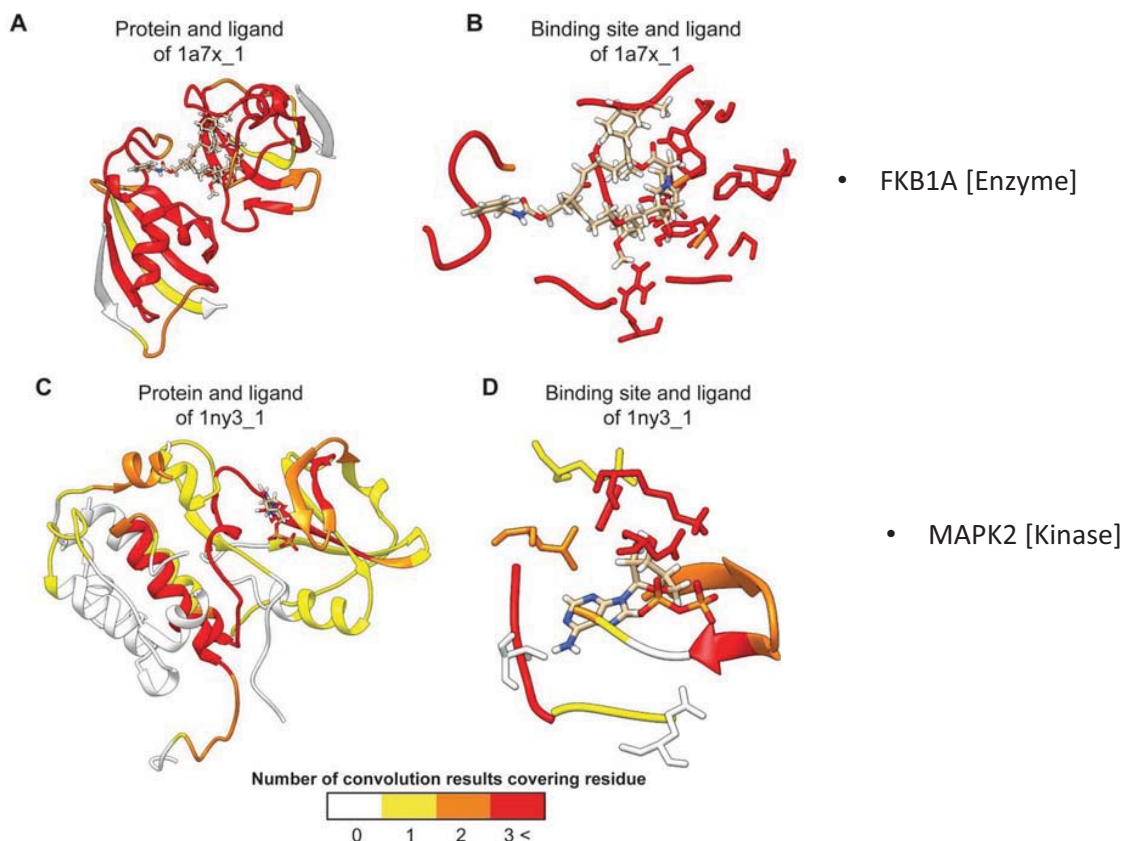 A
Protein and ligand
of 1a7x_1
B
Binding site and ligand
of 1a7x_1
• FKB1A [Enzyme]
C
Protein and ligand
of 1ny3_1
D
Binding site and ligand
of 1ny3_1
• MAPK2 [Kinase]
Number of convolution results covering residue
0 1 2 3 <